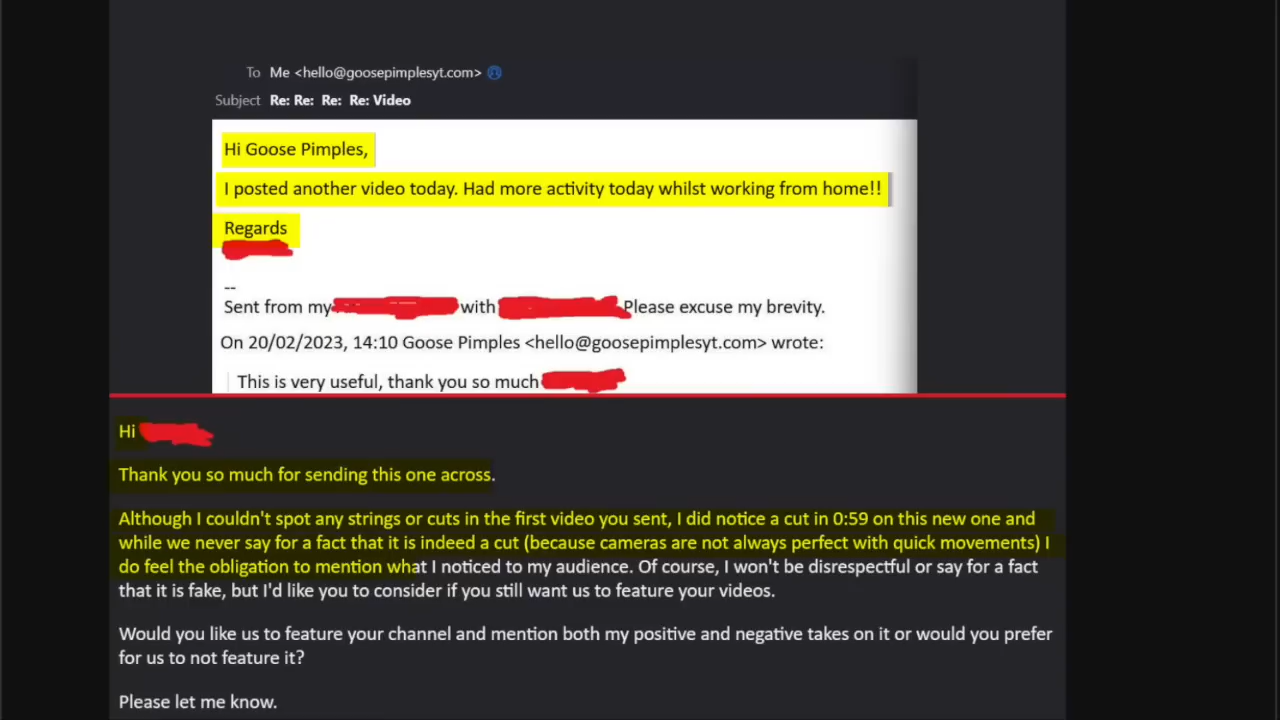 To Me <hello@goosepimplesyt.com>
Subject Re: Re: Re: Re: Video
Hi Goose Pimples,
I posted another video today. Had more activity today whilst working from home!!
Regards
--
Sent from my with Please excuse my brevity.
On 20/02/2023, 14:10 Goose Pimples <hello@goosepimplesyt.com> wrote:
This is very useful, thank you so much
Hi
Thank you so much for sending this one across.
Although I couldn't spot any strings or cuts in the first video you sent, I did notice a cut in 0:59 on this new one and
while we never say for a fact that it is indeed a cut (because cameras are not always perfect with quick movements) I
do feel the obligation to mention what I noticed to my audience. Of course, I won't be disrespectful or say for a fact
that it is fake, but I'd like you to consider if you still want us to feature your videos.
Would you like us to feature your channel and mention both my positive and negative takes on it or would you prefer
for us to not feature it?
Please let me know.